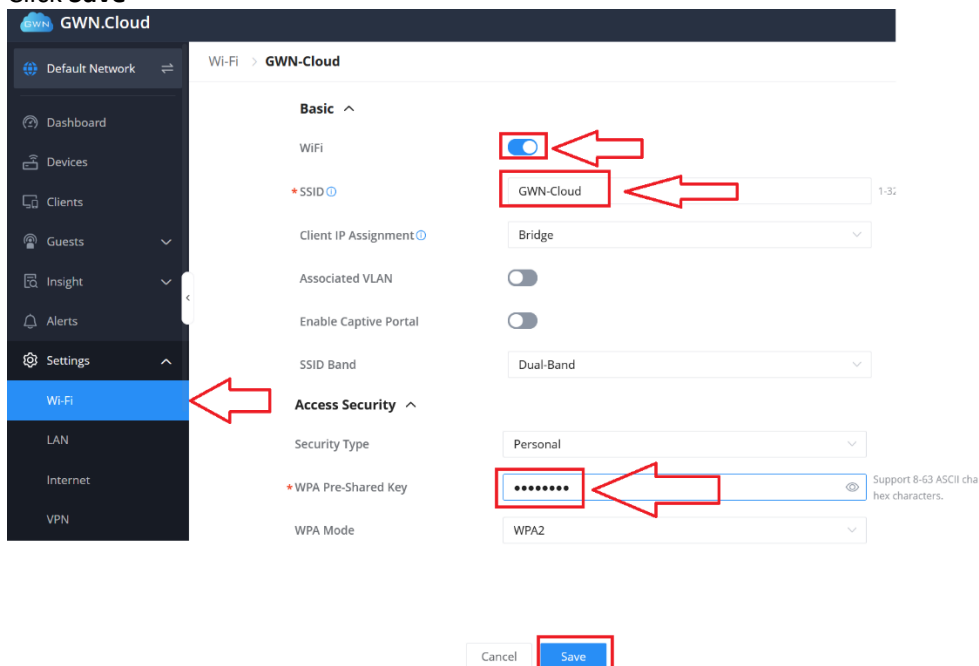 Click Save
GWN GWN.Cloud
Default Network
Wi-Fi > GWN-Cloud
Dashboard
Devices
Clients
Guests
Insight
Alerts
Settings
Wi-Fi
LAN
Internet
VPN
Basic
WiFi
*SSID GWN-Cloud 1-32
Client IP Assignment Bridge
Associated VLAN
Enable Captive Portal
SSID Band Dual-Band
Access Security
Security Type Personal
*WPA Pre-Shared Key •••••••• Support 8-63 ASCII cha
hex characters.
WPA Mode WPA2
Cancel Save